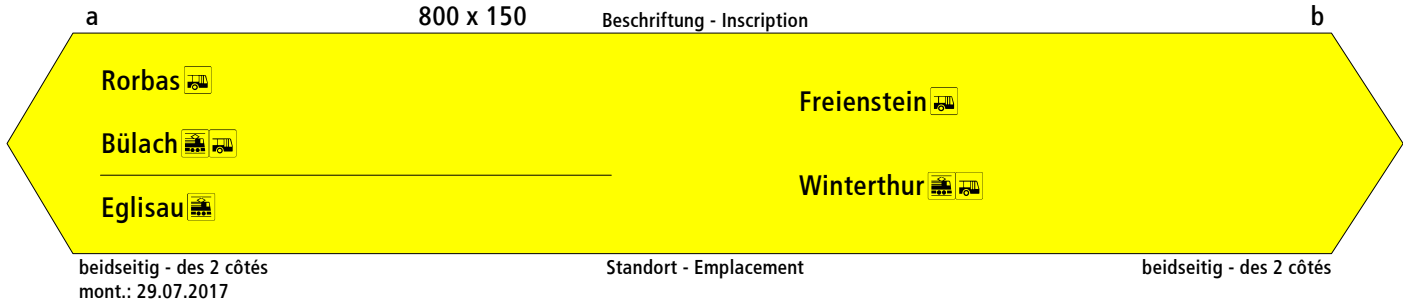 a 800 x 150 Beschriftung - Inscription b
Rorbas
Bülach
Eglisau
Freienstein
Winterthur
beidseitig - des 2 côtés Standort - Emplacement beidseitig - des 2 côtés
mont.: 29.07.2017